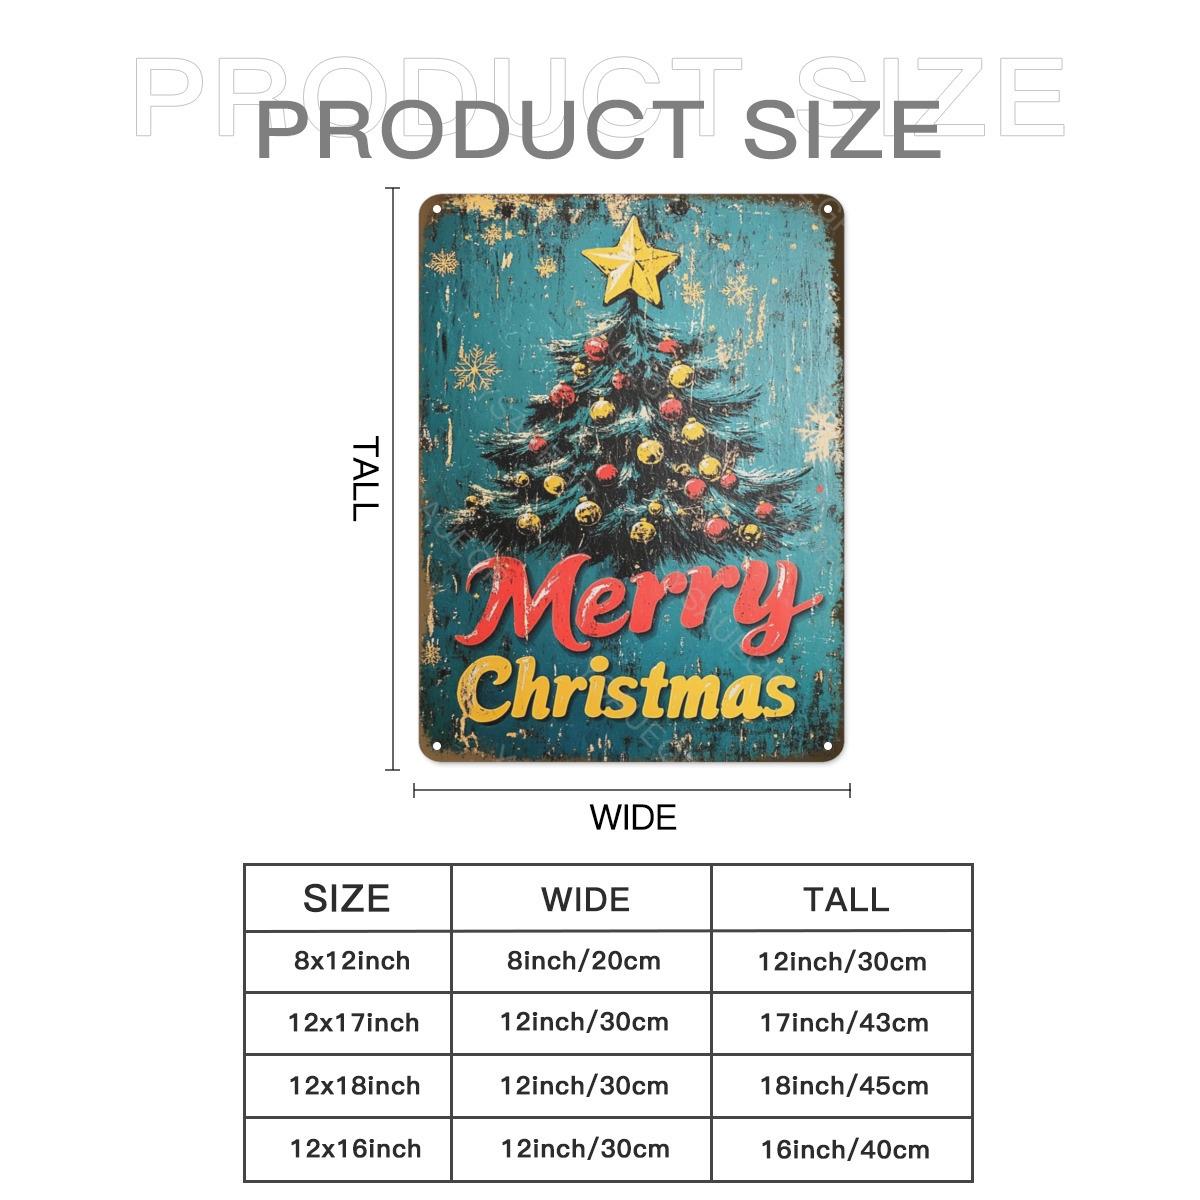 PRODUCT SIZE
PRODUCT SIZE
TALL
Merry
Christmas
WIDE
SIZE WIDE TALL
8x12inch 8inch/20cm 12inch/30cm
12x17inch 12inch/30cm 17inch/43cm
12x18inch 12inch/30cm 18inch/45cm
12x16inch 12inch/30cm 16inch/40cm